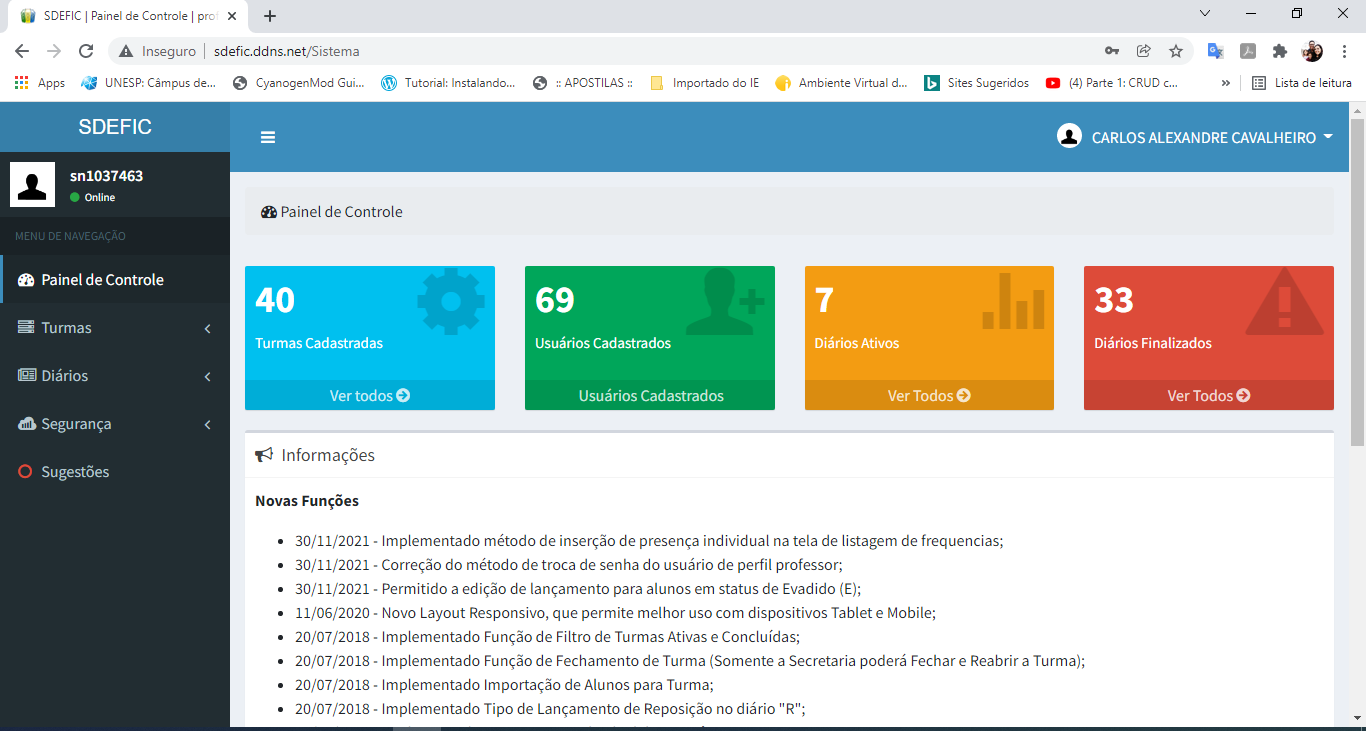 SDEFIC | Painel de Controle | prof
Inseguro
sdefic.ddns.net/Sistema
Apps
UNESP: Câmpus de...
CyanogenMod Gui...
Tutorial: Instalando...
:: APOSTILAS ::
Importado do IE
Ambiente Virtual d...
Sites Sugeridos
(4) Parte 1: CRUD c...
»
Lista de leitura
SDEFIC
CARLOS ALEXANDRE CAVALHEIRO
sn1037463
Online
MENU DE NAVEGAÇÃO
Painel de Controle
Turmas
Diários
Segurança
Sugestões
Painel de Controle
40
Turmas Cadastradas
Ver todos
69
Usuários Cadastrados
Usuários Cadastrados
7
Diários Ativos
Ver Todos
33
Diários Finalizados
Ver Todos
Informações
Novas Funções
30/11/2021 - Implementado método de inserção de presença individual na tela de listagem de frequencias;
30/11/2021 - Correção do método de troca de senha do usuário de perfil professor;
30/11/2021 - Permitido a edição de lançamento para alunos em status de Evadido (E);
11/06/2020 - Novo Layout Responsivo, que permite melhor uso com dispositivos Tablet e Mobile;
20/07/2018 - Implementado Função de Filtro de Turmas Ativas e Concluídas;
20/07/2018 - Implementado Função de Fechamento de Turma (Somente a Secretaria poderá Fechar e Reabrir a Turma);
20/07/2018 - Implementado Importação de Alunos para Turma;
20/07/2018 - Implementado Tipo de Lançamento de Reposição no diário "R";